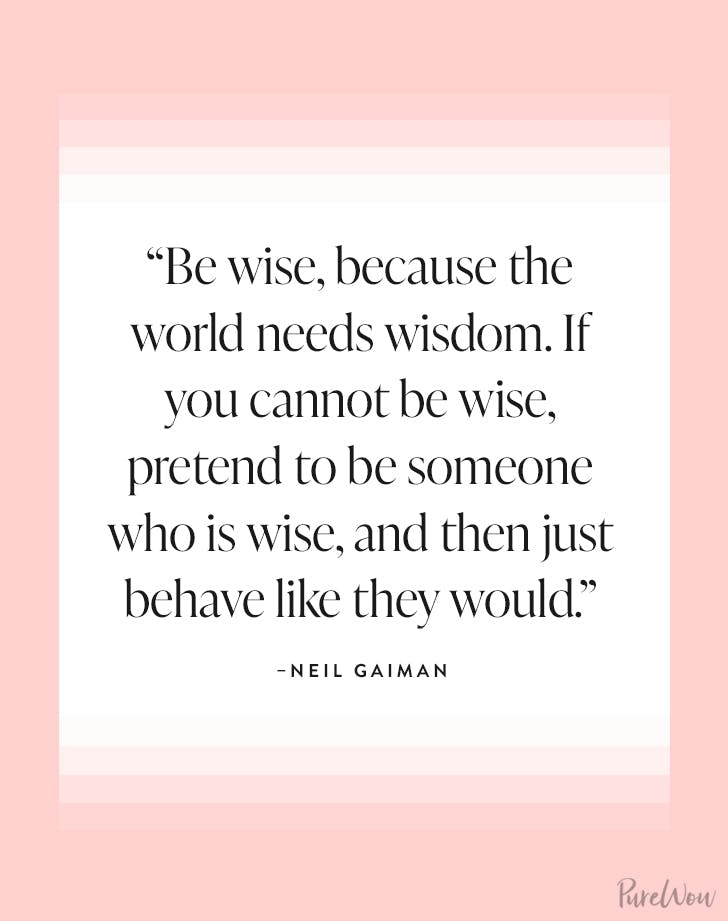 “Be wise, because the
world needs wisdom. If
you cannot be wise,
pretend to be someone
who is wise, and then just
behave like they would.”
–NEIL GAIMAN
PureWow